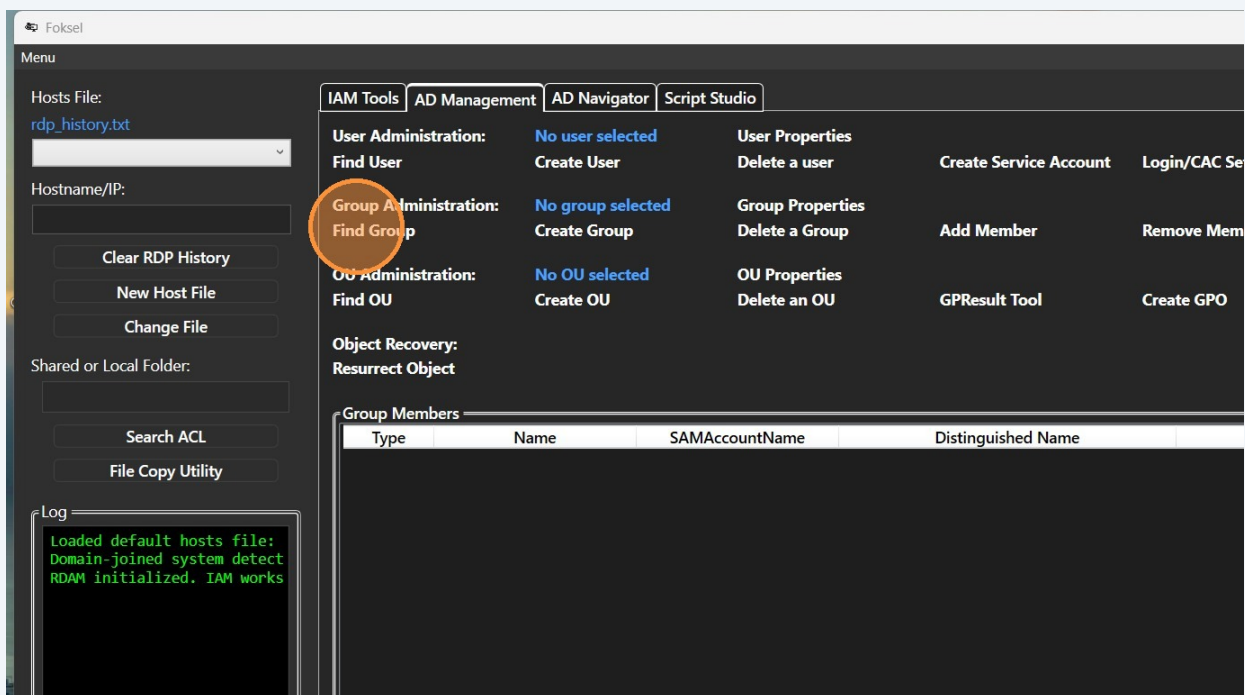 Foksel
Menu
Hosts File:
rdp_history.txt
Hostname/IP:
Clear RDP History
New Host File
Change File
Shared or Local Folder:
Search ACL
File Copy Utility
Log
Loaded default hosts file:
Domain-joined system detect
RDAM initialized. IAM works
IAM Tools AD Management AD Navigator Script Studio
User Administration: No user selected User Properties
Find User Create User Delete a user Create Service Account Login/CAC Se
Group Administration: No group selected Group Properties
Find Group Create Group Delete a Group Add Member Remove Mem
OU Administration: No OU selected OU Properties
Find OU Create OU Delete an OU GPResult Tool Create GPO
Object Recovery:
Resurrect Object
Group Members
Type Name SAMAccountName Distinguished Name